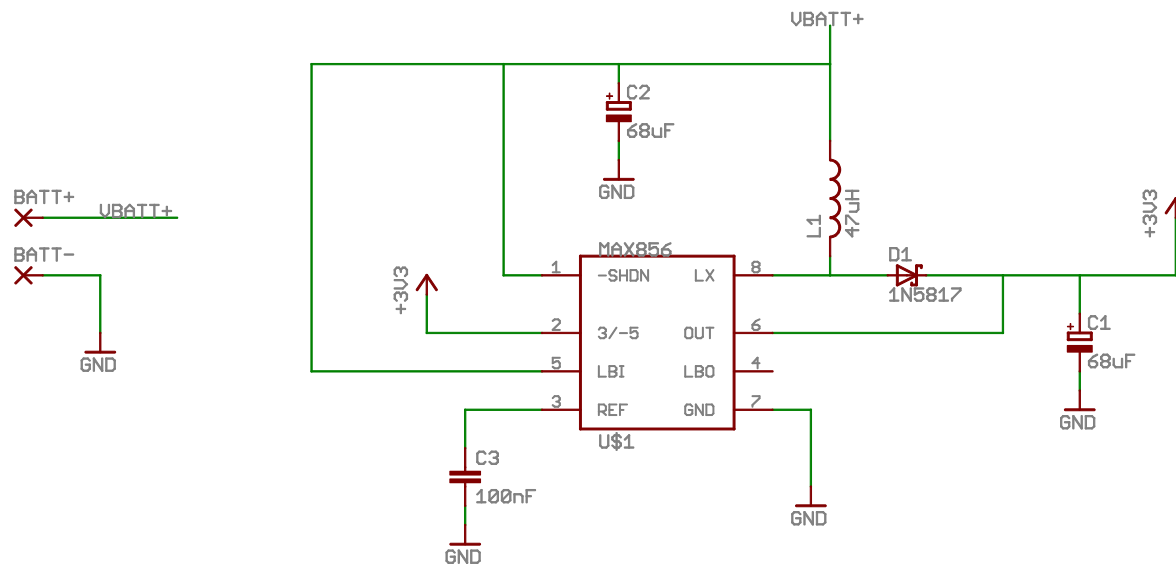 VBATT+
C2
68uF
GND
BATT+
VBATT+
BATT-
GND
L1
47uH
+3V3
MAX856
D1
1N5817
+3V3
1 -SHDN LX 8
2 3/-5 OUT 6
5 LBI LBO 4
3 REF GND 7
U$1
C1
68uF
GND
C3
100nF
GND
GND